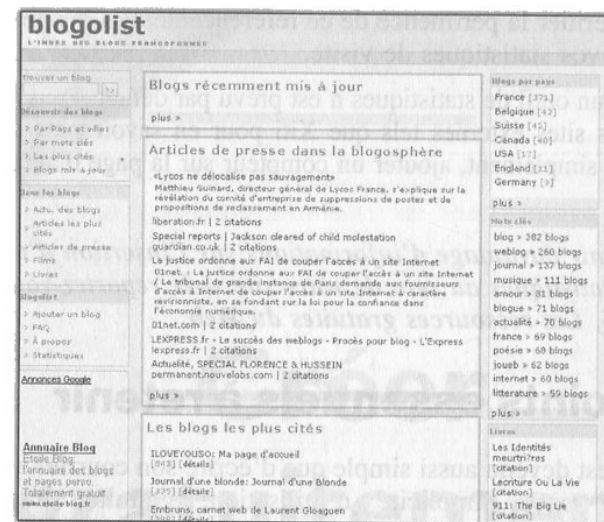 blogolist
L'INDEX DES BLOGS FRANCOFORMES
trouver un blog
>>
Découvrir des blogs
> Par Pays et villes
> Par mots clés
> Les plus cités
> Blogs mis à jour
Dans les blogs
> Actu. des blogs
> Articles les plus
cités
> Articles de presse
> Films
> Livres
Blogolist
> Ajouter un blog
> FAQ
> À propos
> Statistiques
Annonces Google
Annuaire Blog
Etoile Blog:
l'annuaire des blogs
et pages perso.
Totalement gratuit
www.etoile-blog.fr
Blogs récemment mis à jour
plus »
Articles de presse dans la blogosphère
«Lycos ne délocalise pas sauvagement»
Matthieu Guinard, directeur général de Lycos France, s'explique sur la
révélation du comité d'entreprise de suppressions de postes et de
propositions de reclassement en Arménie.
liberation.fr | 2 citations
Special reports | Jackson cleared of child molestation
guardian.co.uk | 2 citations
La justice ordonne aux FAI de couper l'accès à un site Internet
01net. : La justice ordonne aux FAI de couper l'accès à un site Internet
/ Le tribunal de grande instance de Paris demande aux fournisseurs
d'accès à Internet de couper l'accès à un site Internet à caractère
révisionniste, en se fondant sur la loi pour la confiance dans
l'économie numérique.
01net.com | 2 citations
LEXPRESS.fr - Le succès des weblogs - Procès pour blog - L'Express
lexpress.fr | 2 citations
Actualité, SPECIAL FLORENCE & HUSSEIN
permanent.nouvelobs.com | 2 citations
plus »
Les blogs les plus cités
ILOVEYOUSO: Ma page d'accueil
[détails]
Journal d'une blonde: Journal d'une Blonde
[détails]
Embruns, carnet web de Laurent Gloaguen
Blogs par pays
France [371]
Belgique [42]
Suisse [42]
Canada [40]
USA [17]
England [11]
Germany [9]
plus »
Mots clés
blog » 382 blogs
weblog » 260 blogs
journal » 137 blogs
musique » 111 blogs
amour » 81 blogs
blogue » 71 blogs
actualité » 70 blogs
france » 69 blogs
poésie » 68 blogs
joueb » 62 blogs
internet » 60 blogs
litterature » 59 blogs
plus »
Livres
Les Identités
meurtri?res
[citation]
Lecriture Ou La Vie
[citation]
911: The Big Lie
[citation]